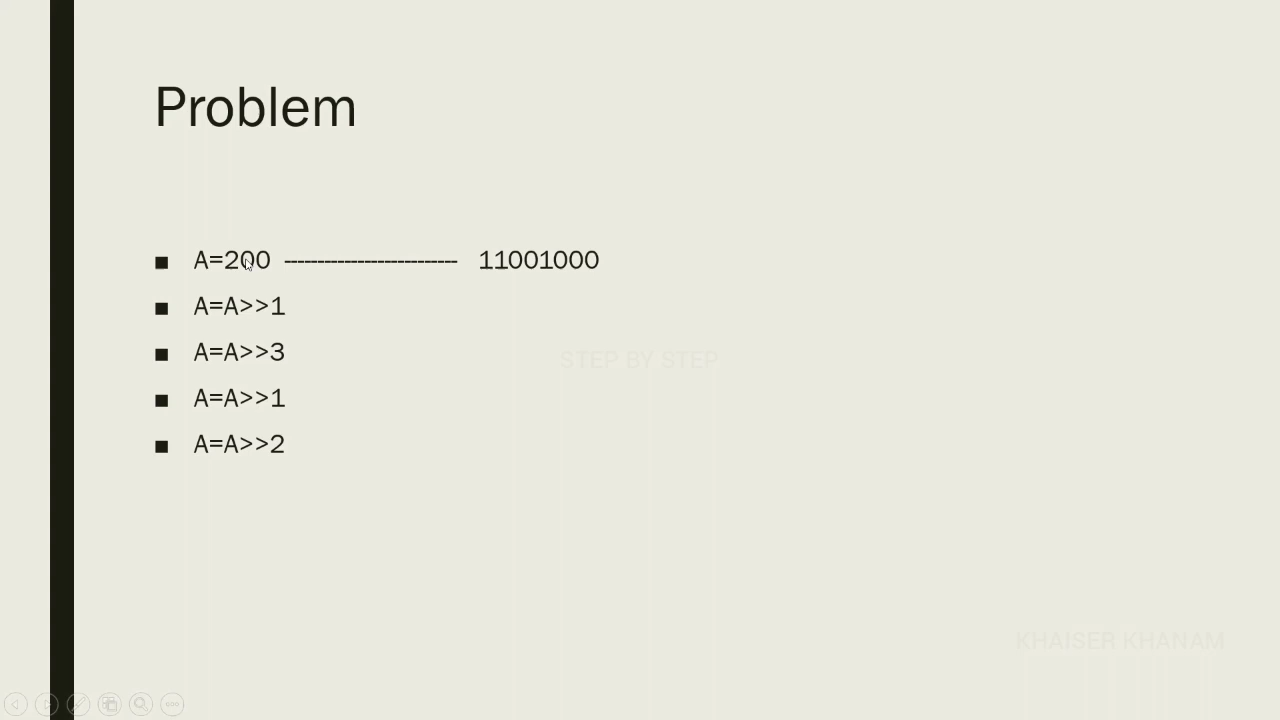 Problem
■ A=200 -------------------------- 11001000
■ A=A>>1
■ A=A>>3
STEP BY STEP
■ A=A>>1
■ A=A>>2
KHAISER KHANAM